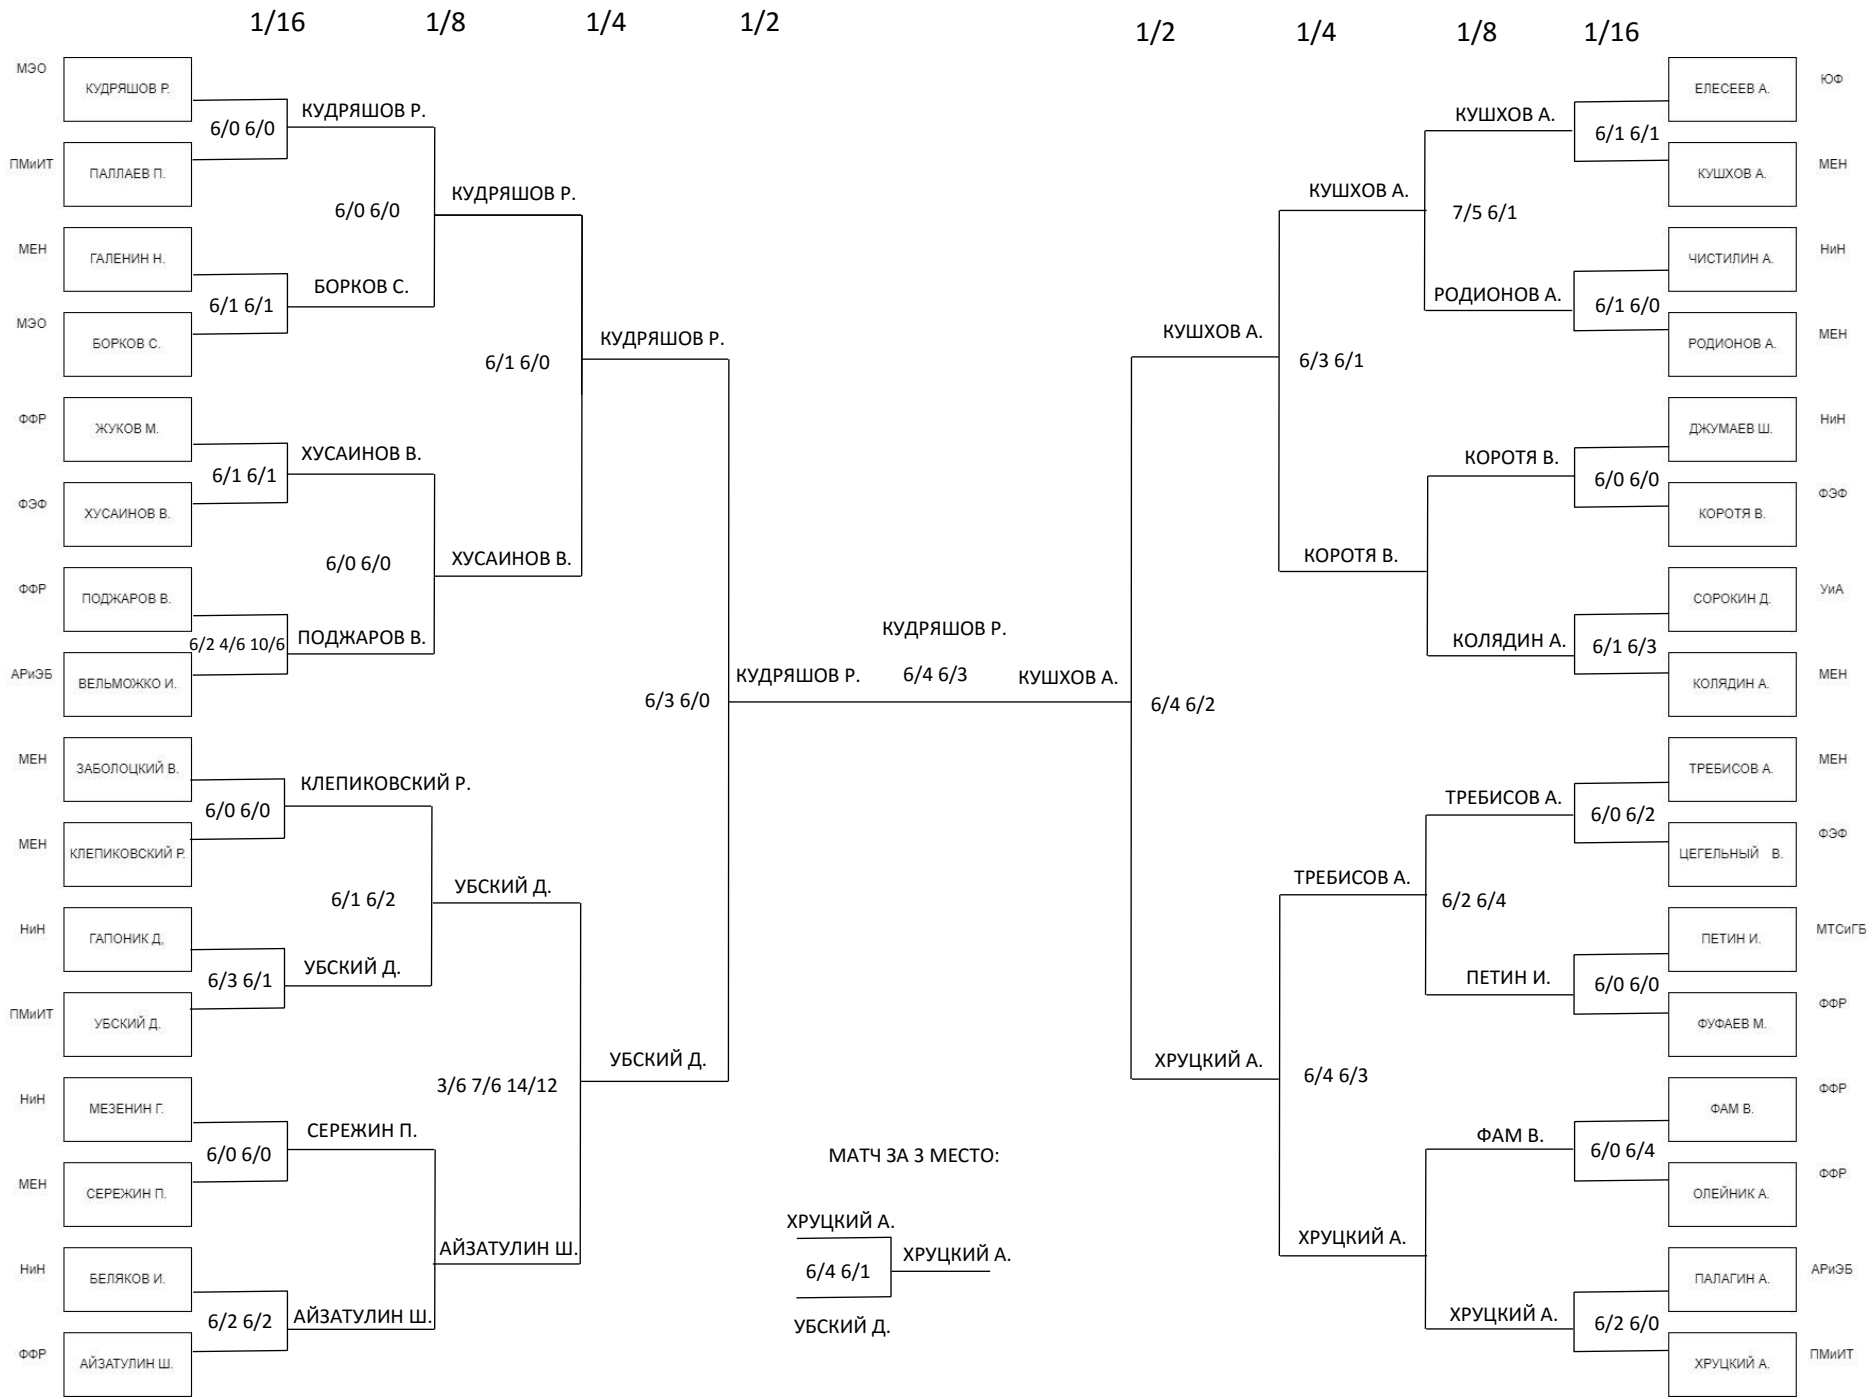 1/16 1/8 1/4 1/2
1/2 1/4 1/8 1/16
МЭО
КУДРЯШОВ Р.
6/0 6/0
КУДРЯШОВ Р.
ПМиИТ
ПАЛЛАЕВ П.
6/0 6/0
КУДРЯШОВ Р.
МЕН
ГАЛЕНИН Н.
6/1 6/1
БОРКОВ С.
МЭО
БОРКОВ С.
6/1 6/0
КУДРЯШОВ Р.
ФФР
ЖУКОВ М.
6/1 6/1
ХУСАИНОВ В.
ФЭФ
ХУСАИНОВ В.
6/0 6/0
ХУСАИНОВ В.
ФФР
ПОДЖАРОВ В.
6/2 4/6 10/6
ПОДЖАРОВ В.
АРиЭБ
ВЕЛЬМОЖКО И.
6/3 6/0
КУДРЯШОВ Р.
МЕН
ЗАБОЛОЦКИЙ В.
6/0 6/0
КЛЕПИКОВСКИЙ Р.
МЕН
КЛЕПИКОВСКИЙ Р.
6/1 6/2
УБСКИЙ Д.
НиН
ГАПОНИК Д,
6/3 6/1
УБСКИЙ Д.
ПМиИТ
УБСКИЙ Д.
3/6 7/6 14/12
УБСКИЙ Д.
НиН
МЕЗЕНИН Г.
6/0 6/0
СЕРЕЖИН П.
МЕН
СЕРЕЖИН П.
АЙЗАТУЛИН Ш.
НиН
БЕЛЯКОВ И.
6/2 6/2
АЙЗАТУЛИН Ш.
ФФР
АЙЗАТУЛИН Ш.
КУДРЯШОВ Р.
6/4 6/3
КУШХОВ А.
6/4 6/2
МАТЧ ЗА 3 МЕСТО:
ХРУЦКИЙ А.
6/4 6/1
ХРУЦКИЙ А.
УБСКИЙ Д.
КУШХОВ А.
6/1 6/1
ЕЛЕСЕЕВ А.
ЮФ
КУШХОВ А.
МЕН
КУШХОВ А.
7/5 6/1
ЧИСТИЛИН А.
НиН
РОДИОНОВ А.
6/1 6/0
РОДИОНОВ А.
МЕН
КУШХОВ А.
6/3 6/1
ДЖУМАЕВ Ш.
НиН
КОРОТЯ В.
6/0 6/0
КОРОТЯ В.
ФЭФ
КОРОТЯ В.
СОРОКИН Д.
УиА
КОЛЯДИН А.
6/1 6/3
КОЛЯДИН А.
МЕН
ТРЕБИСОВ А.
МЕН
ТРЕБИСОВ А.
6/0 6/2
ЦЕГЕЛЬНЫЙ В.
ФЭФ
ТРЕБИСОВ А.
6/2 6/4
ПЕТИН И.
МТСиГБ
ПЕТИН И.
6/0 6/0
ФУФАЕВ М.
ФФР
ХРУЦКИЙ А.
6/4 6/3
ФАМ В.
ФФР
ФАМ В.
6/0 6/4
ОЛЕЙНИК А.
ФФР
ХРУЦКИЙ А.
ПАЛАГИН А.
АРиЭБ
ХРУЦКИЙ А.
6/2 6/0
ХРУЦКИЙ А.
ПМиИТ